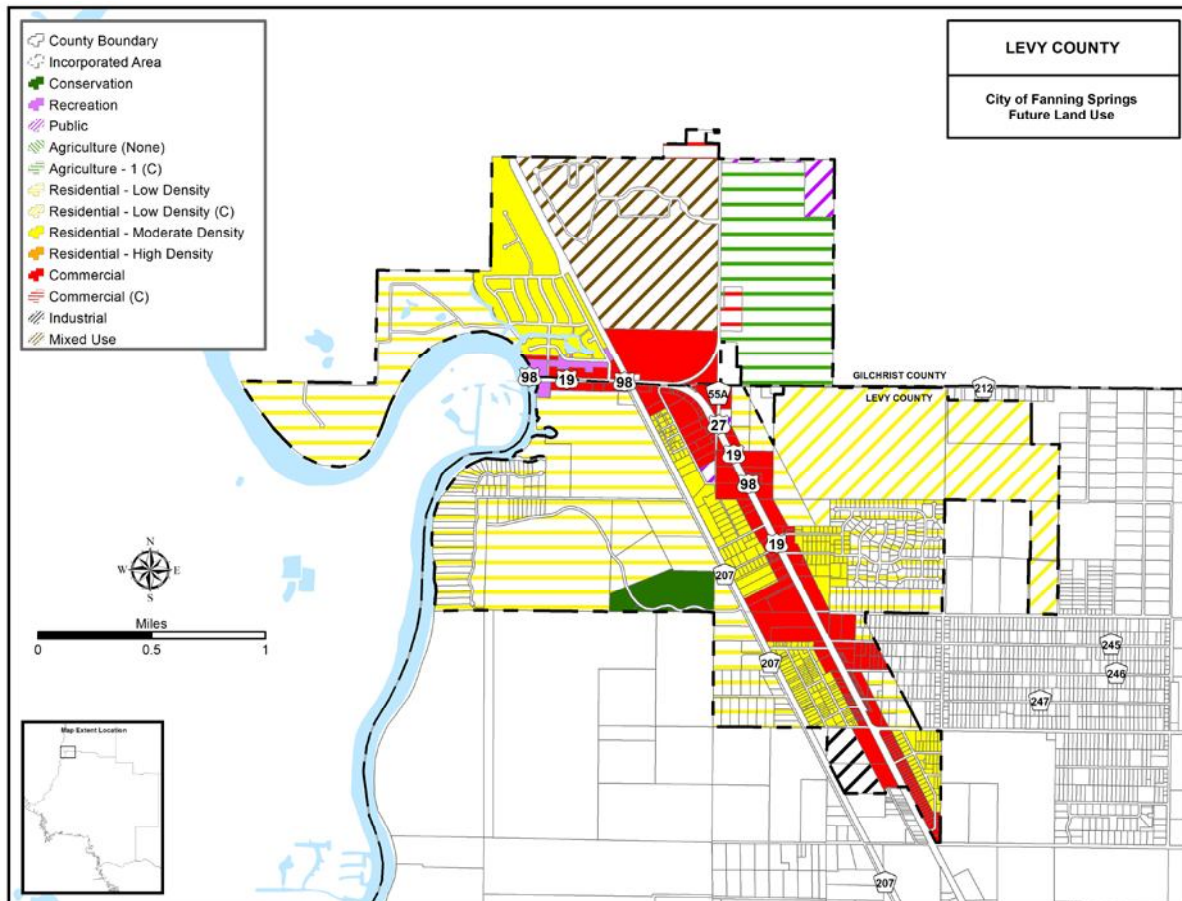 County Boundary
Incorporated Area
Conservation
Recreation
Public
Agriculture (None)
Agriculture - 1 (C)
Residential - Low Density
Residential - Low Density (C)
Residential - Moderate Density
Residential - High Density
Commercial
Commercial (C)
Industrial
Mixed Use
LEVY COUNTY
City of Fanning Springs
Future Land Use
GILCHRIST COUNTY
LEVY COUNTY
98
19
98
212
55A
27
19
98
19
207
207
245
246
247
207
N
W E
S
Miles
0 0.5 1
Map Extent Location